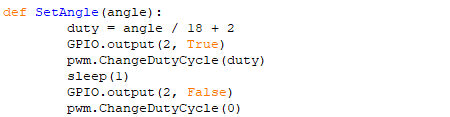 def SetAngle(angle):
        duty = angle / 18 + 2
        GPIO.output(2, True)
        pwm.ChangeDutyCycle(duty)
        sleep(1)
        GPIO.output(2, False)
        pwm.ChangeDutyCycle(0)